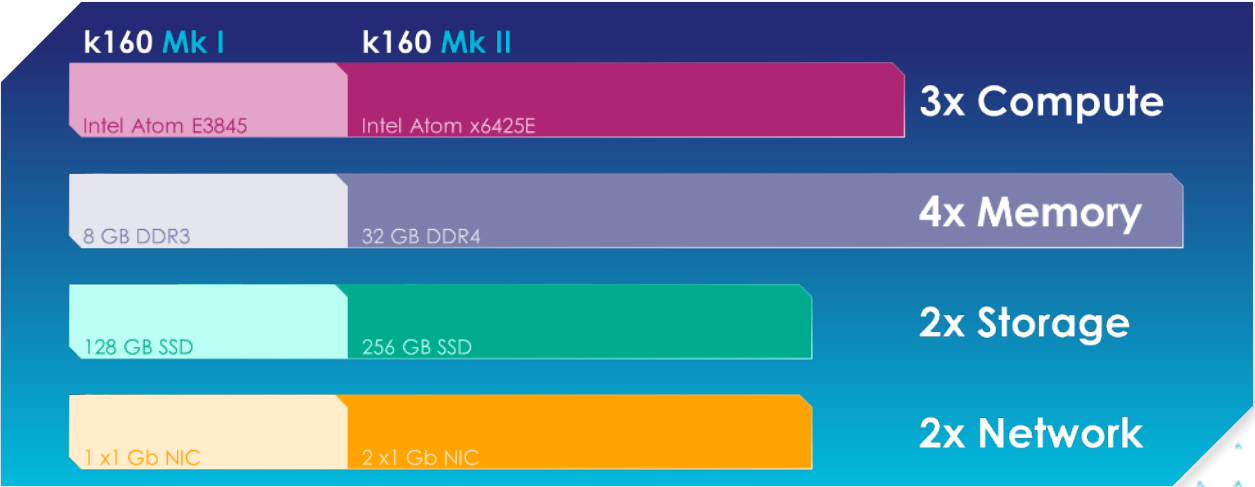 k160 Mk I k160 Mk II
Intel Atom E3845 Intel Atom x6425E 3x Compute
8 GB DDR3 32 GB DDR4 4x Memory
128 GB SSD 256 GB SSD 2x Storage
1 x1 Gb NIC 2 x1 Gb NIC 2x Network